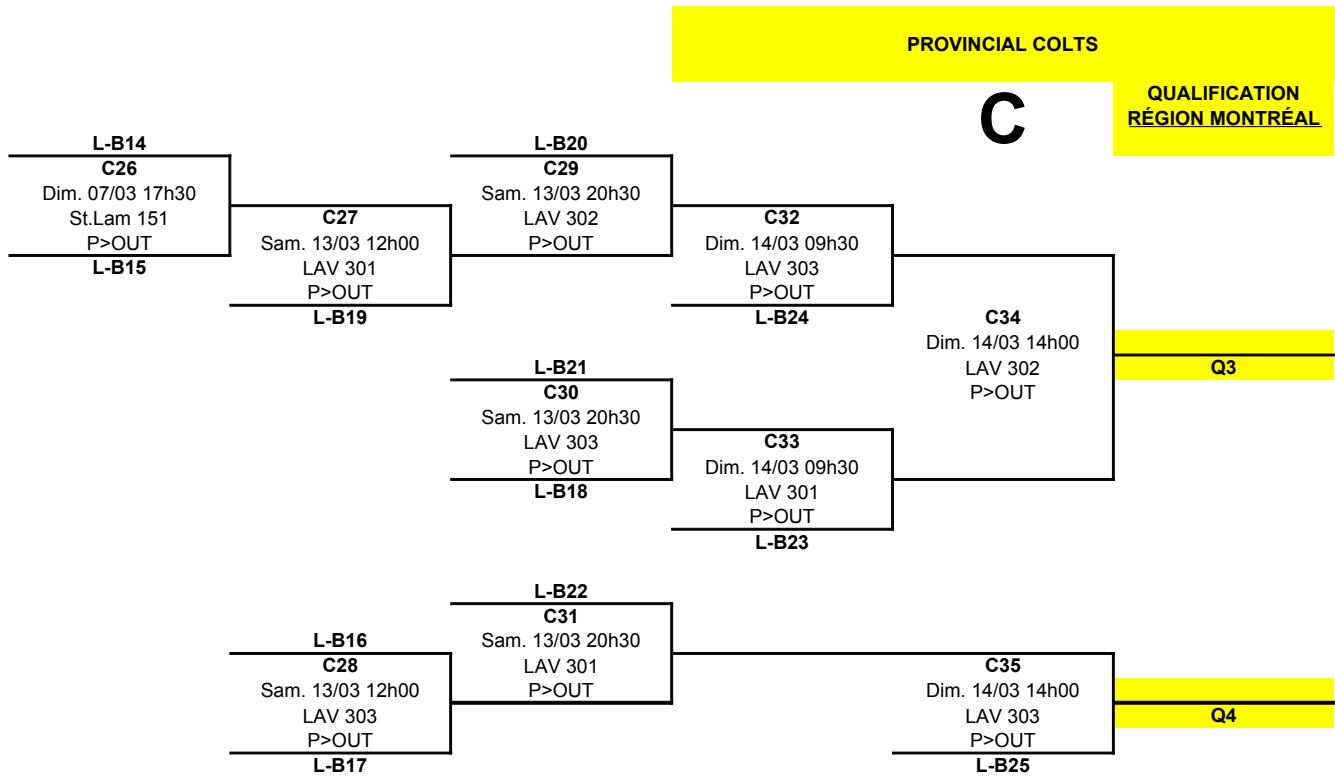 PROVINCIAL COLTS
C
QUALIFICATION
RÉGION MONTRÉAL
L-B14
C26
Dim. 07/03 17h30
St.Lam 151
P>OUT
L-B15
C27
Sam. 13/03 12h00
LAV 301
P>OUT
L-B19
L-B20
C29
Sam. 13/03 20h30
LAV 302
P>OUT
C32
Dim. 14/03 09h30
LAV 303
P>OUT
L-B24
L-B21
C30
Sam. 13/03 20h30
LAV 303
P>OUT
L-B18
C33
Dim. 14/03 09h30
LAV 301
P>OUT
L-B23
C34
Dim. 14/03 14h00
LAV 302
P>OUT
Q3
L-B22
C31
Sam. 13/03 20h30
LAV 301
P>OUT
L-B16
C28
Sam. 13/03 12h00
LAV 303
P>OUT
L-B17
C35
Dim. 14/03 14h00
LAV 303
P>OUT
L-B25
Q4